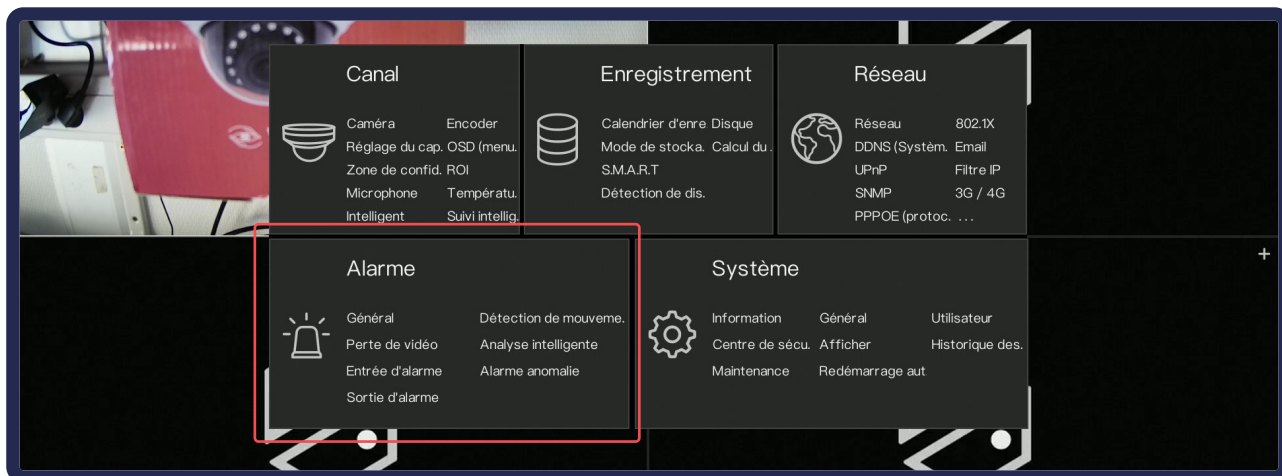 Canal
Caméra Encoder
Réglage du cap. OSD (menu.
Zone de confid. ROI
Microphone Températu.
Intelligent Suivi intellig.
Enregistrement
Calendrier d'enre Disque
Mode de stocka. Calcul du .
S.M.A.R.T
Détection de dis.
Réseau
Réseau 802.1X
DDNS (Systèm. Email
UPnP Filtre IP
SNMP 3G / 4G
PPPOE (protoc. ...
Alarme
Général Détection de mouveme.
Perte de vidéo Analyse intelligente
Entrée d'alarme Alarme anomalie
Sortie d'alarme
Système
Information Général Utilisateur
Centre de sécu. Afficher Historique des.
Maintenance Redémarrage aut.